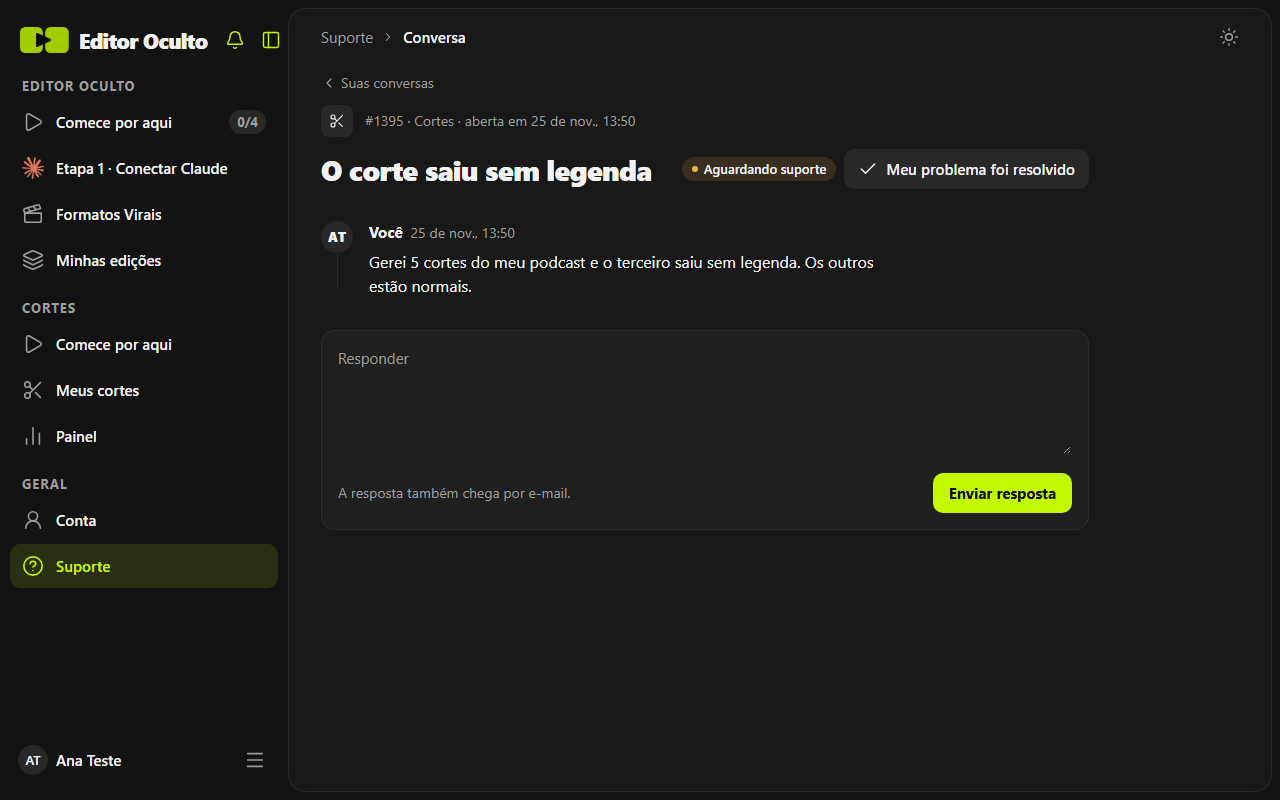 Editor Oculto
EDITOR OCULTO
Comece por aqui
0/4
Etapa 1 · Conectar Claude
Formatos Virais
Minhas edições
CORTES
Comece por aqui
Meus cortes
Painel
GERAL
Conta
Suporte
AT
Ana Teste
Suporte
Conversa
Suas conversas
#1395 · Cortes · aberta em 25 de nov., 13:50
O corte saiu sem legenda
Aguardando suporte
Meu problema foi resolvido
AT
Você 25 de nov., 13:50
Gerei 5 cortes do meu podcast e o terceiro saiu sem legenda. Os outros
estão normais.
Responder
A resposta também chega por e-mail.
Enviar resposta